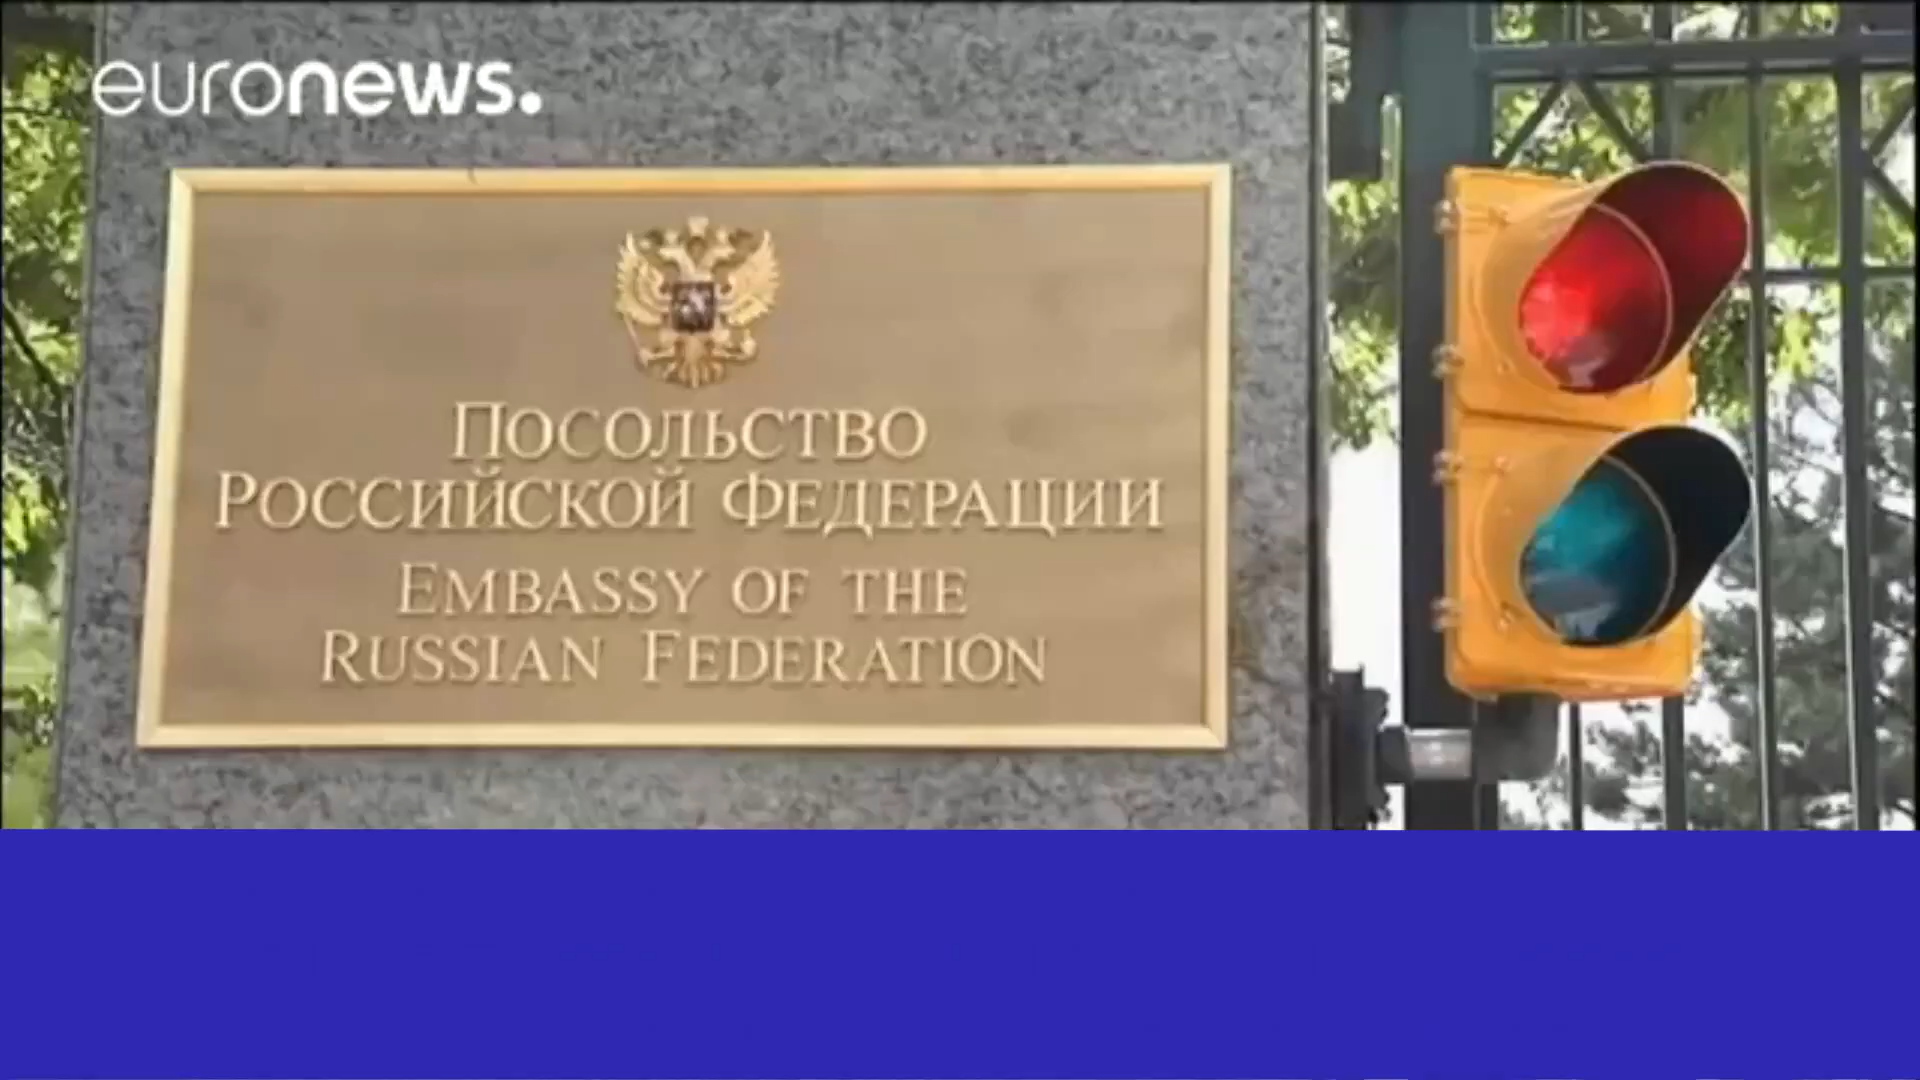 euronews.
Посольство
Российской Федерации
Embassy of the
Russian Federation